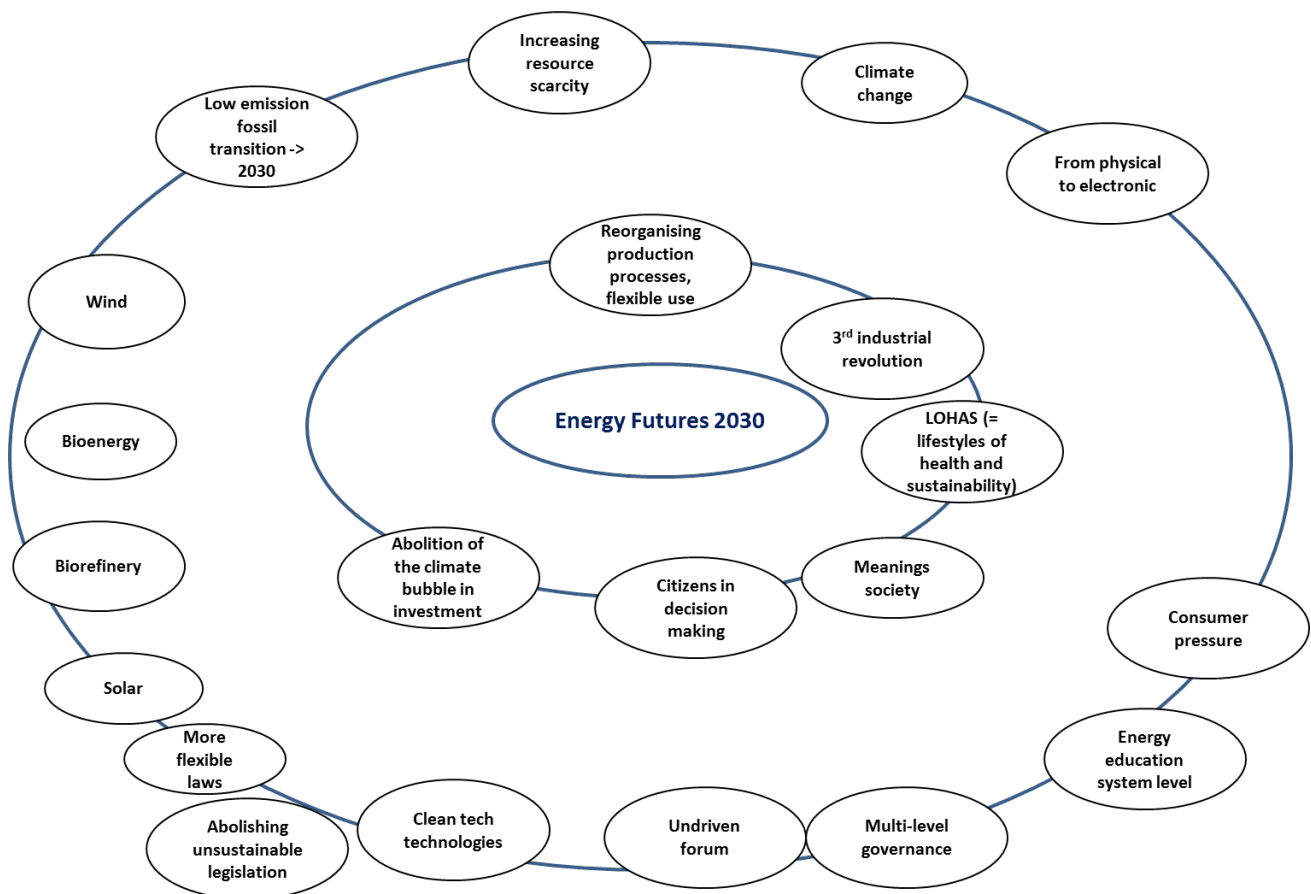 Increasing
resource
scarcity
Climate
change
Low emission
fossil
transition ->
2030
From physical
to electronic
Reorganising
production
processes,
flexible use
Wind
3rd industrial
revolution
Energy Futures 2030
LOHAS (=
lifestyles of
health and
sustainability)
Bioenergy
Biorefinery
Abolition of
the climate
bubble in
investment
Citizens in
decision
making
Meanings
society
Consumer
pressure
Solar
More
flexible
laws
Energy
education
system level
Abolishing
unsustainable
legislation
Clean tech
technologies
Undriven
forum
Multi-level
governance